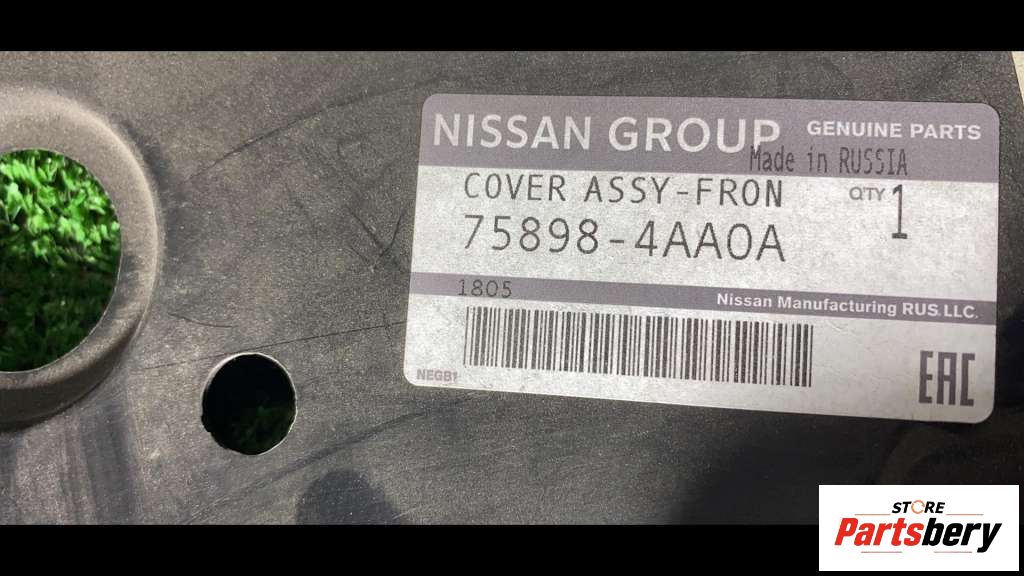 NISSAN GROUP GENUINE PARTS
Made in RUSSIA
COVER ASSY-FRON QTY 1
75898-4AA0A
1805
Nissan Manufacturing RUS.LLC.
NEGB1
EAC
STORE
Partsbery